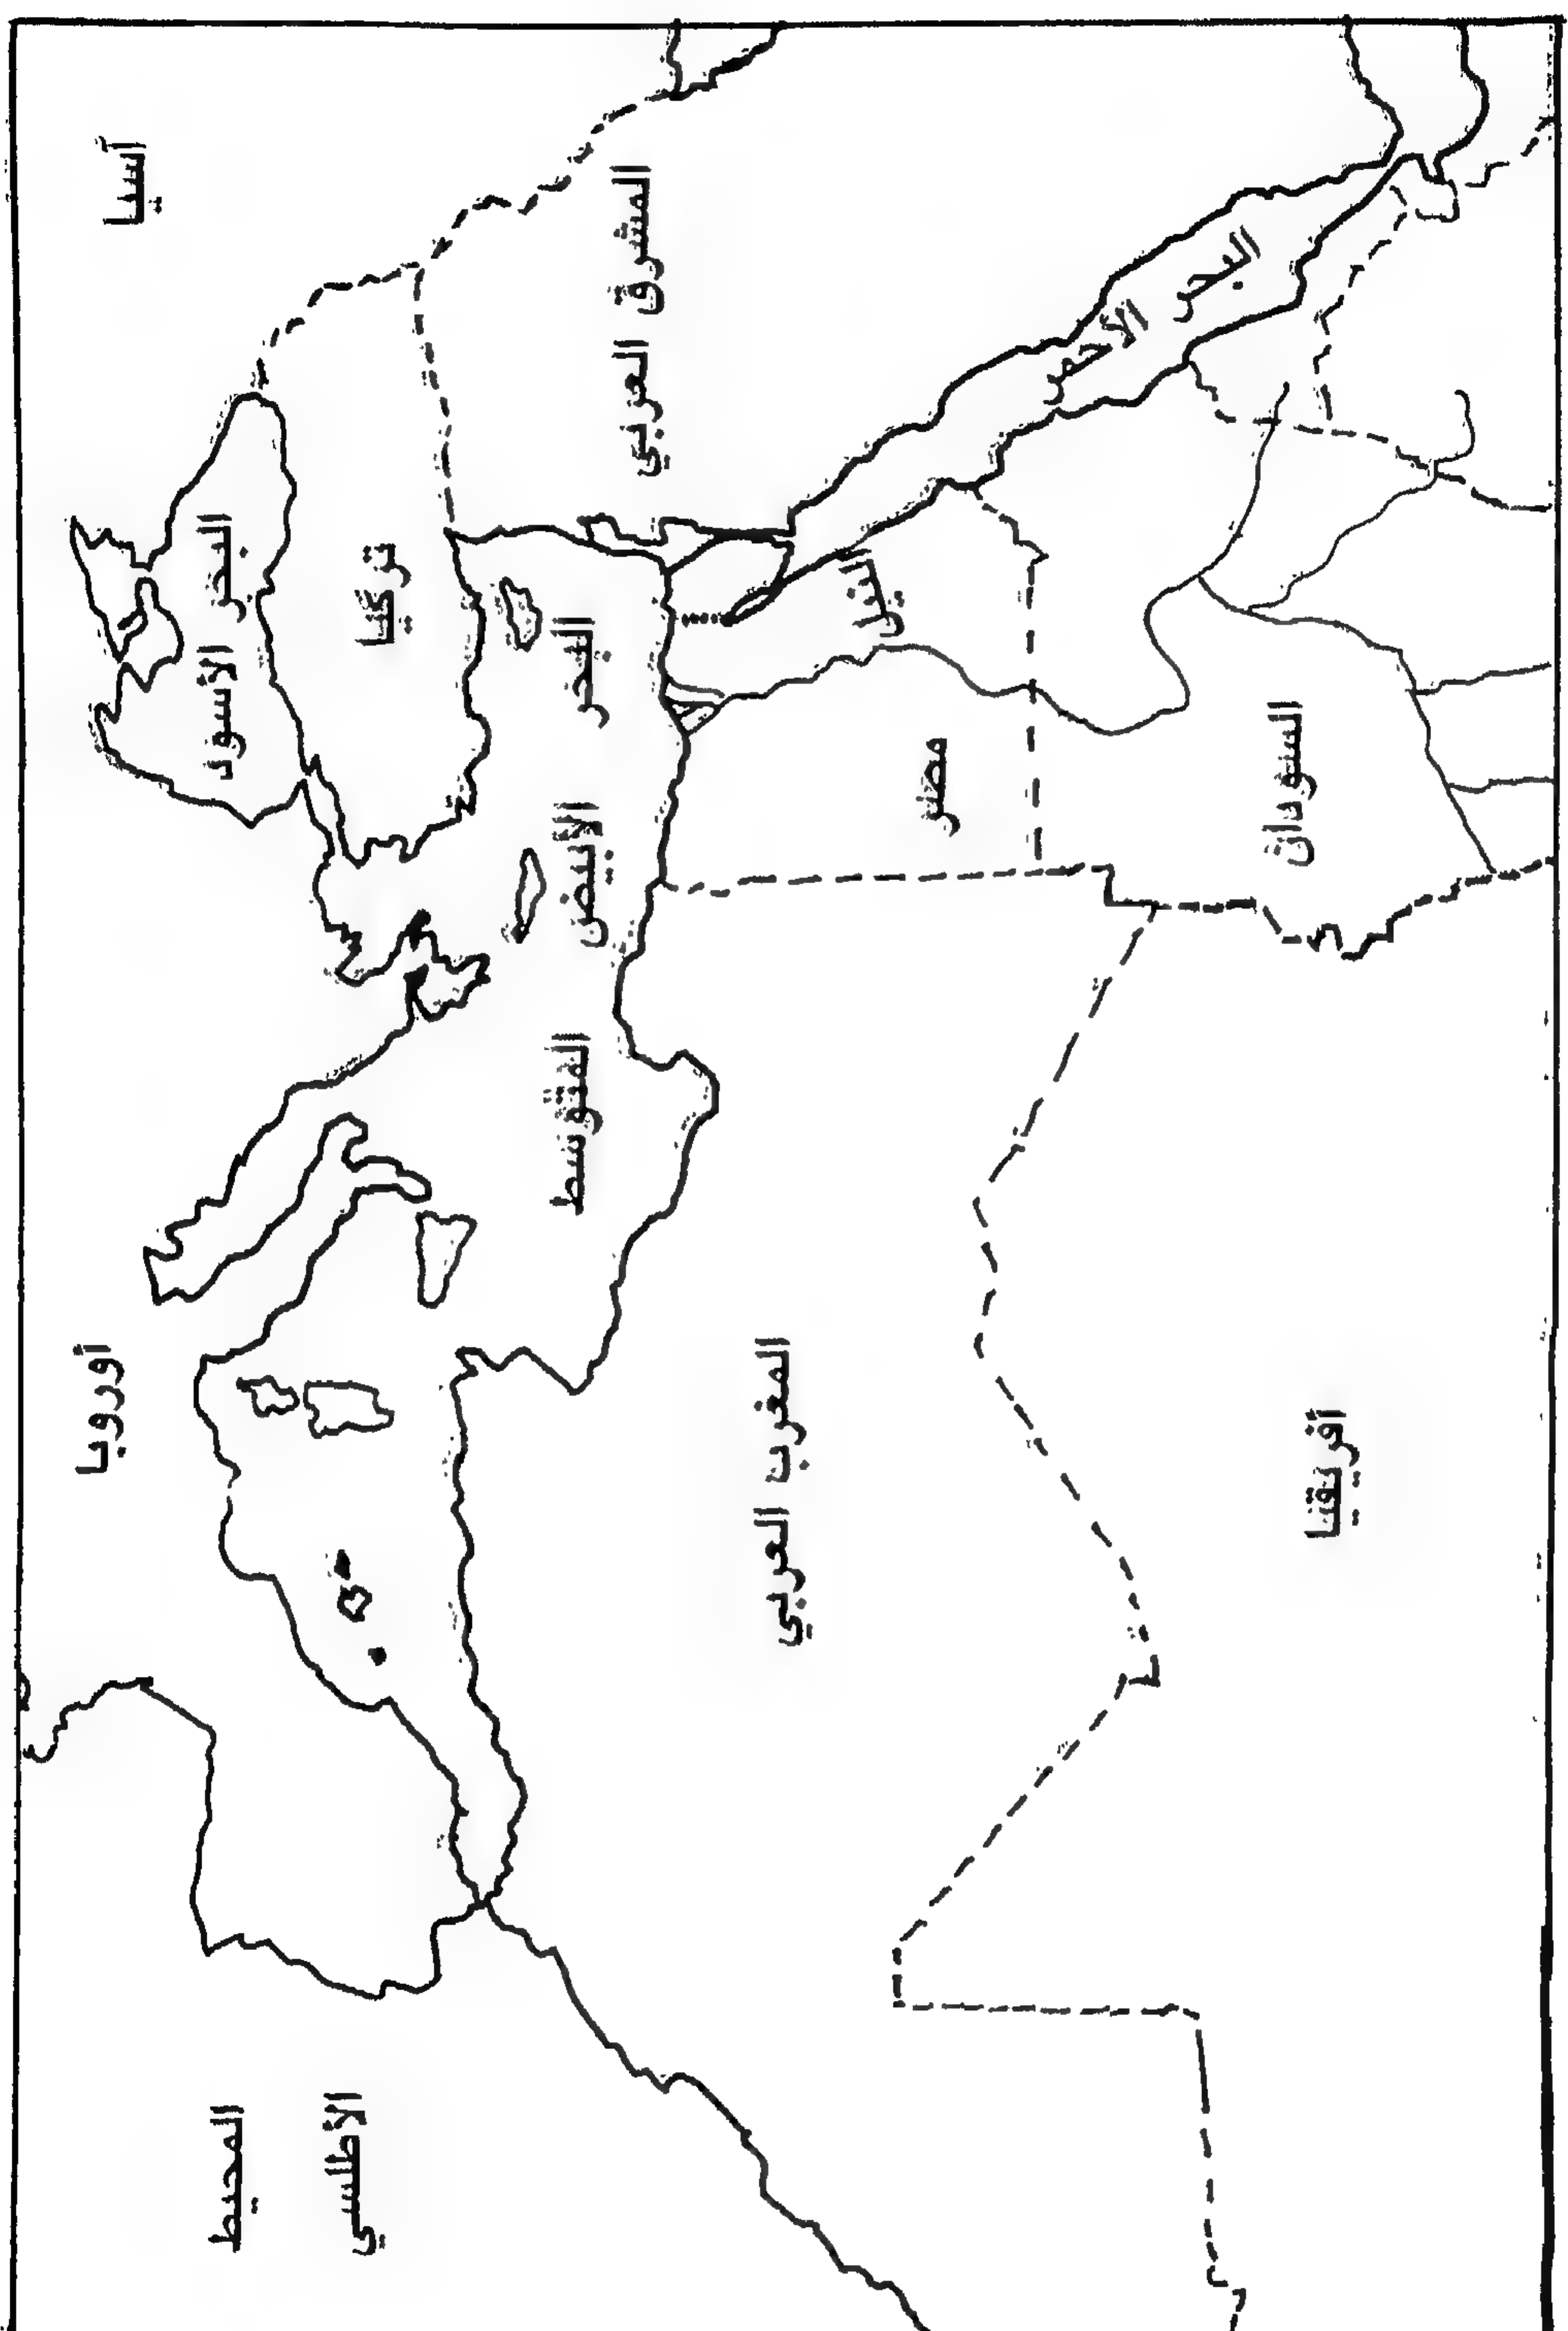 آسيا
أوروبا
البحر الأسود
المحيط
الأطلسي
تركيا
البحر الأبيض المتوسط
المشرق العربي
المغرب العربي
النيل
مصر
البحر الأحمر
السودان
أفريقيا